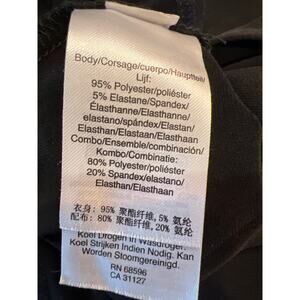 Body/Corsage/cuerpo/Hauptteil/
Lijf:
95% Polyester/poliéster
5% Elastane/Spandex/
Élasthanne/Elasthanne/
elastano/spándex/Elastan/
Elasthan/Elastaan/Elasthaan
Combo/Ensemble/combinación/
Kombo/Combinatie:
80% Polyester/poliéster
20% Spandex/elastano/
Elasthan/Elasthaan
衣身: 95% 聚酯纤维, 5% 氨纶
配布: 80% 聚酯纤维, 20% 氨纶
Koel Drogen In Wasdroger.
Koel Strijken Indien Nodig. Kan
Worden Stoomgereinigd.
RN 68596
CA 31127